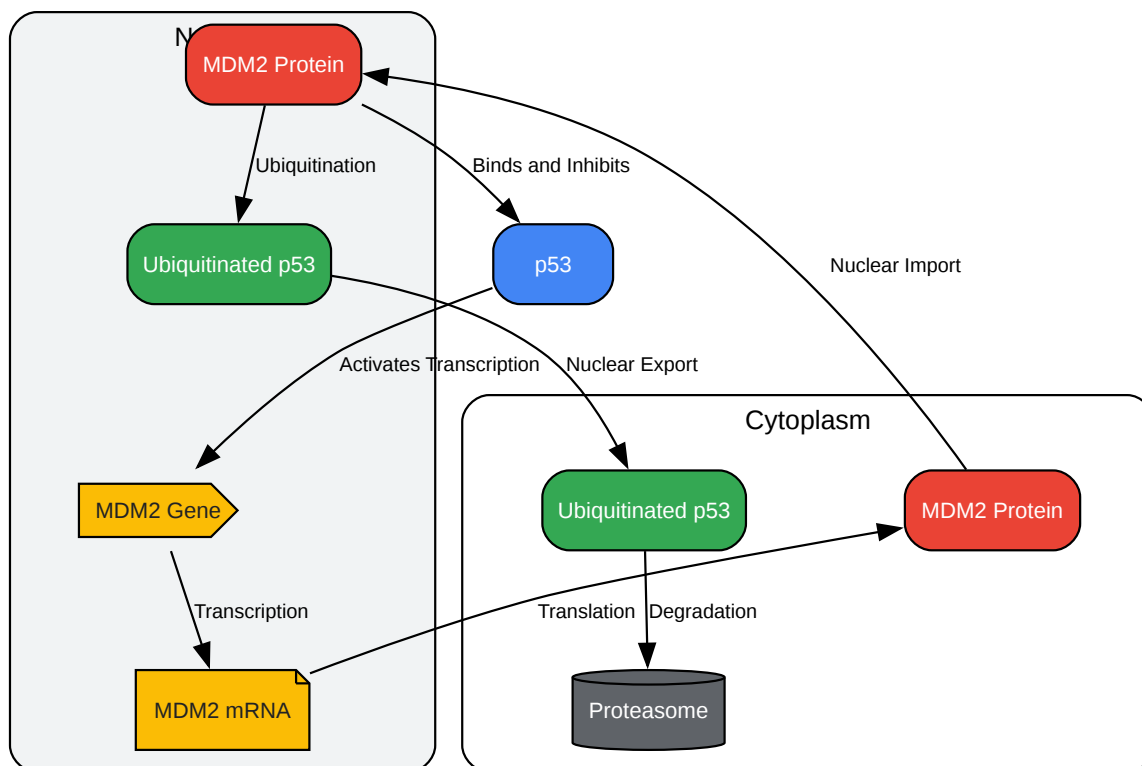 MDM2 Protein
Ubiquitination
Binds and Inhibits
Ubiquitinated p53
p53
Nuclear Import
Activates Transcription
Nuclear Export
Cytoplasm
MDM2 Gene
Ubiquitinated p53
MDM2 Protein
Transcription
Translation
Degradation
MDM2 mRNA
Proteasome